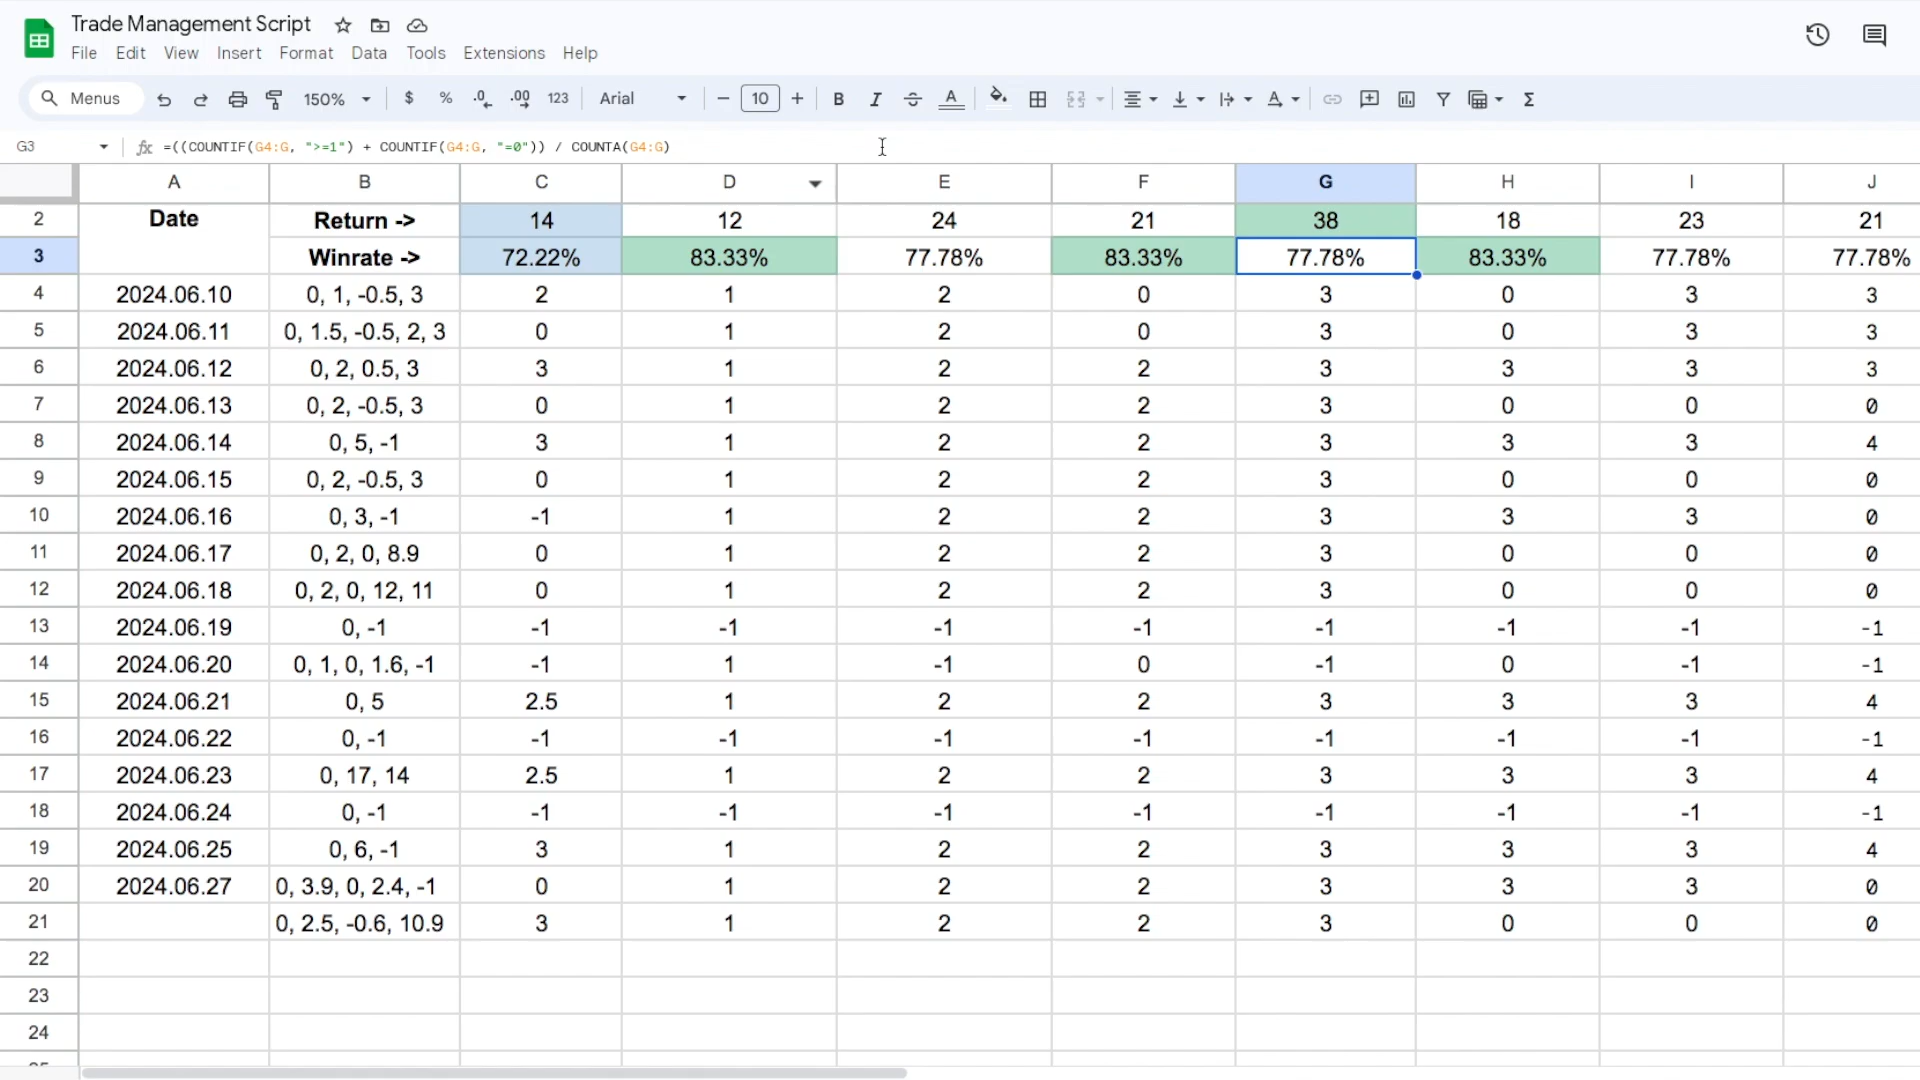 Trade Management Script
File Edit View Insert Format Data Tools Extensions Help
Menus 150% $ % .0 .00 123 Arial 10 B I A Σ
G3 fx =((COUNTIF(G4:G, ">=1") + COUNTIF(G4:G, "=0")) / COUNTA(G4:G)
A B C D E F G H I J
2 Date Return -> 14 12 24 21 38 18 23 21
3 Winrate -> 72.22% 83.33% 77.78% 83.33% 77.78% 83.33% 77.78% 77.78%
4 2024.06.10 0, 1, -0.5, 3 2 1 2 0 3 0 3 3
5 2024.06.11 0, 1.5, -0.5, 2, 3 0 1 2 0 3 0 3 3
6 2024.06.12 0, 2, 0.5, 3 3 1 2 2 3 3 3 3
7 2024.06.13 0, 2, -0.5, 3 0 1 2 2 3 0 0 0
8 2024.06.14 0, 5, -1 3 1 2 2 3 3 3 4
9 2024.06.15 0, 2, -0.5, 3 0 1 2 2 3 0 0 0
10 2024.06.16 0, 3, -1 -1 1 2 2 3 3 3 0
11 2024.06.17 0, 2, 0, 8.9 0 1 2 2 3 0 0 0
12 2024.06.18 0, 2, 0, 12, 11 0 1 2 2 3 0 0 0
13 2024.06.19 0, -1 -1 -1 -1 -1 -1 -1 -1 -1
14 2024.06.20 0, 1, 0, 1.6, -1 -1 1 -1 0 -1 0 -1 -1
15 2024.06.21 0, 5 2.5 1 2 2 3 3 3 4
16 2024.06.22 0, -1 -1 -1 -1 -1 -1 -1 -1 -1
17 2024.06.23 0, 17, 14 2.5 1 2 2 3 3 3 4
18 2024.06.24 0, -1 -1 -1 -1 -1 -1 -1 -1 -1
19 2024.06.25 0, 6, -1 3 1 2 2 3 3 3 4
20 2024.06.27 0, 3.9, 0, 2.4, -1 0 1 2 2 3 3 3 0
21 0, 2.5, -0.6, 10.9 3 1 2 2 3 0 0 0
22
23
24